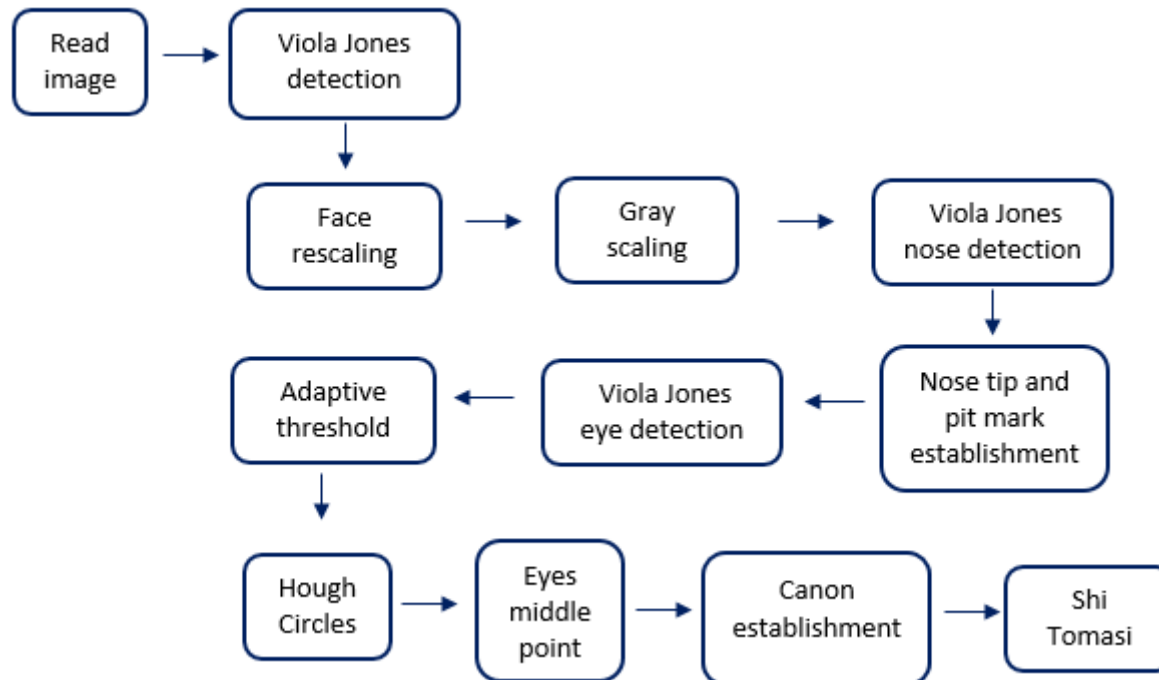 Read
image
Viola Jones
detection
Face
rescaling
Gray
scaling
Viola Jones
nose detection
Nose tip and
pit mark
establishment
Viola Jones
eye detection
Adaptive
threshold
Hough
Circles
Eyes
middle
point
Canon
establishment
Shi
Tomasi